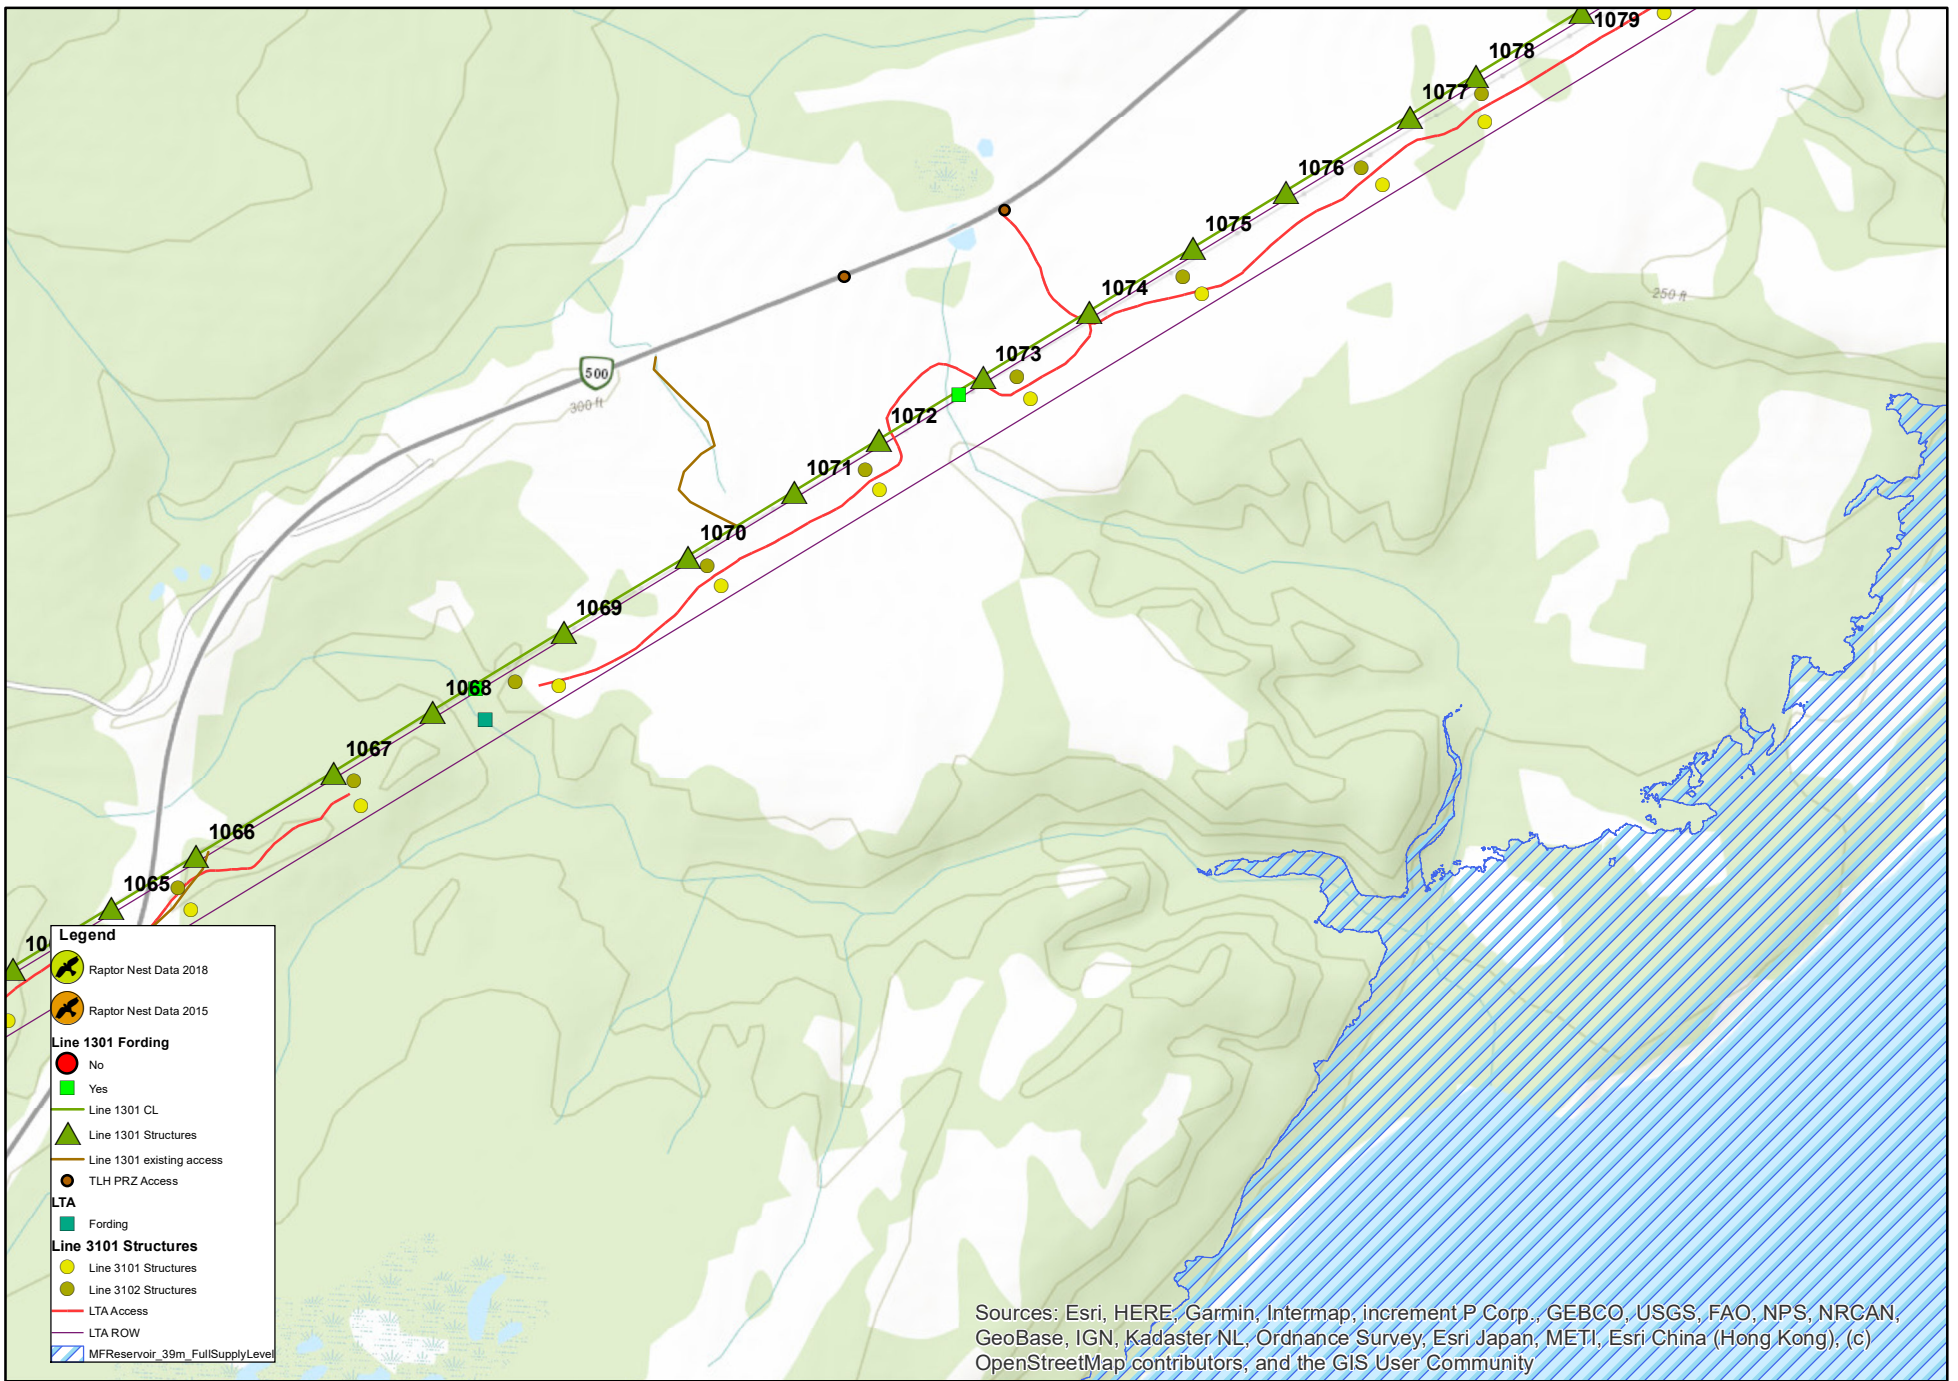 1079
1078
1077
1076
1075
250 ft
1074
1073
500
300 ft
1072
1071
1070
1069
1068
1067
1066
1065
Legend
Raptor Nest Data 2018
Raptor Nest Data 2015
Line 1301 Fording
No
Yes
Line 1301 CL
Line 1301 Structures
Line 1301 existing access
TLH PRZ Access
LTA
Fording
Line 3101 Structures
Line 3101 Structures
Line 3102 Structures
LTA Access
LTA ROW
MFReservoir_39m_FullSupplyLevel
Sources: Esri, HERE, Garmin, Intermap, increment P Corp., GEBCO, USGS, FAO, NPS, NRCAN,
GeoBase, IGN, Kadaster NL, Ordnance Survey, Esri Japan, METI, Esri China (Hong Kong), (c)
OpenStreetMap contributors, and the GIS User Community